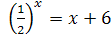 (1/2)^x = x + 6